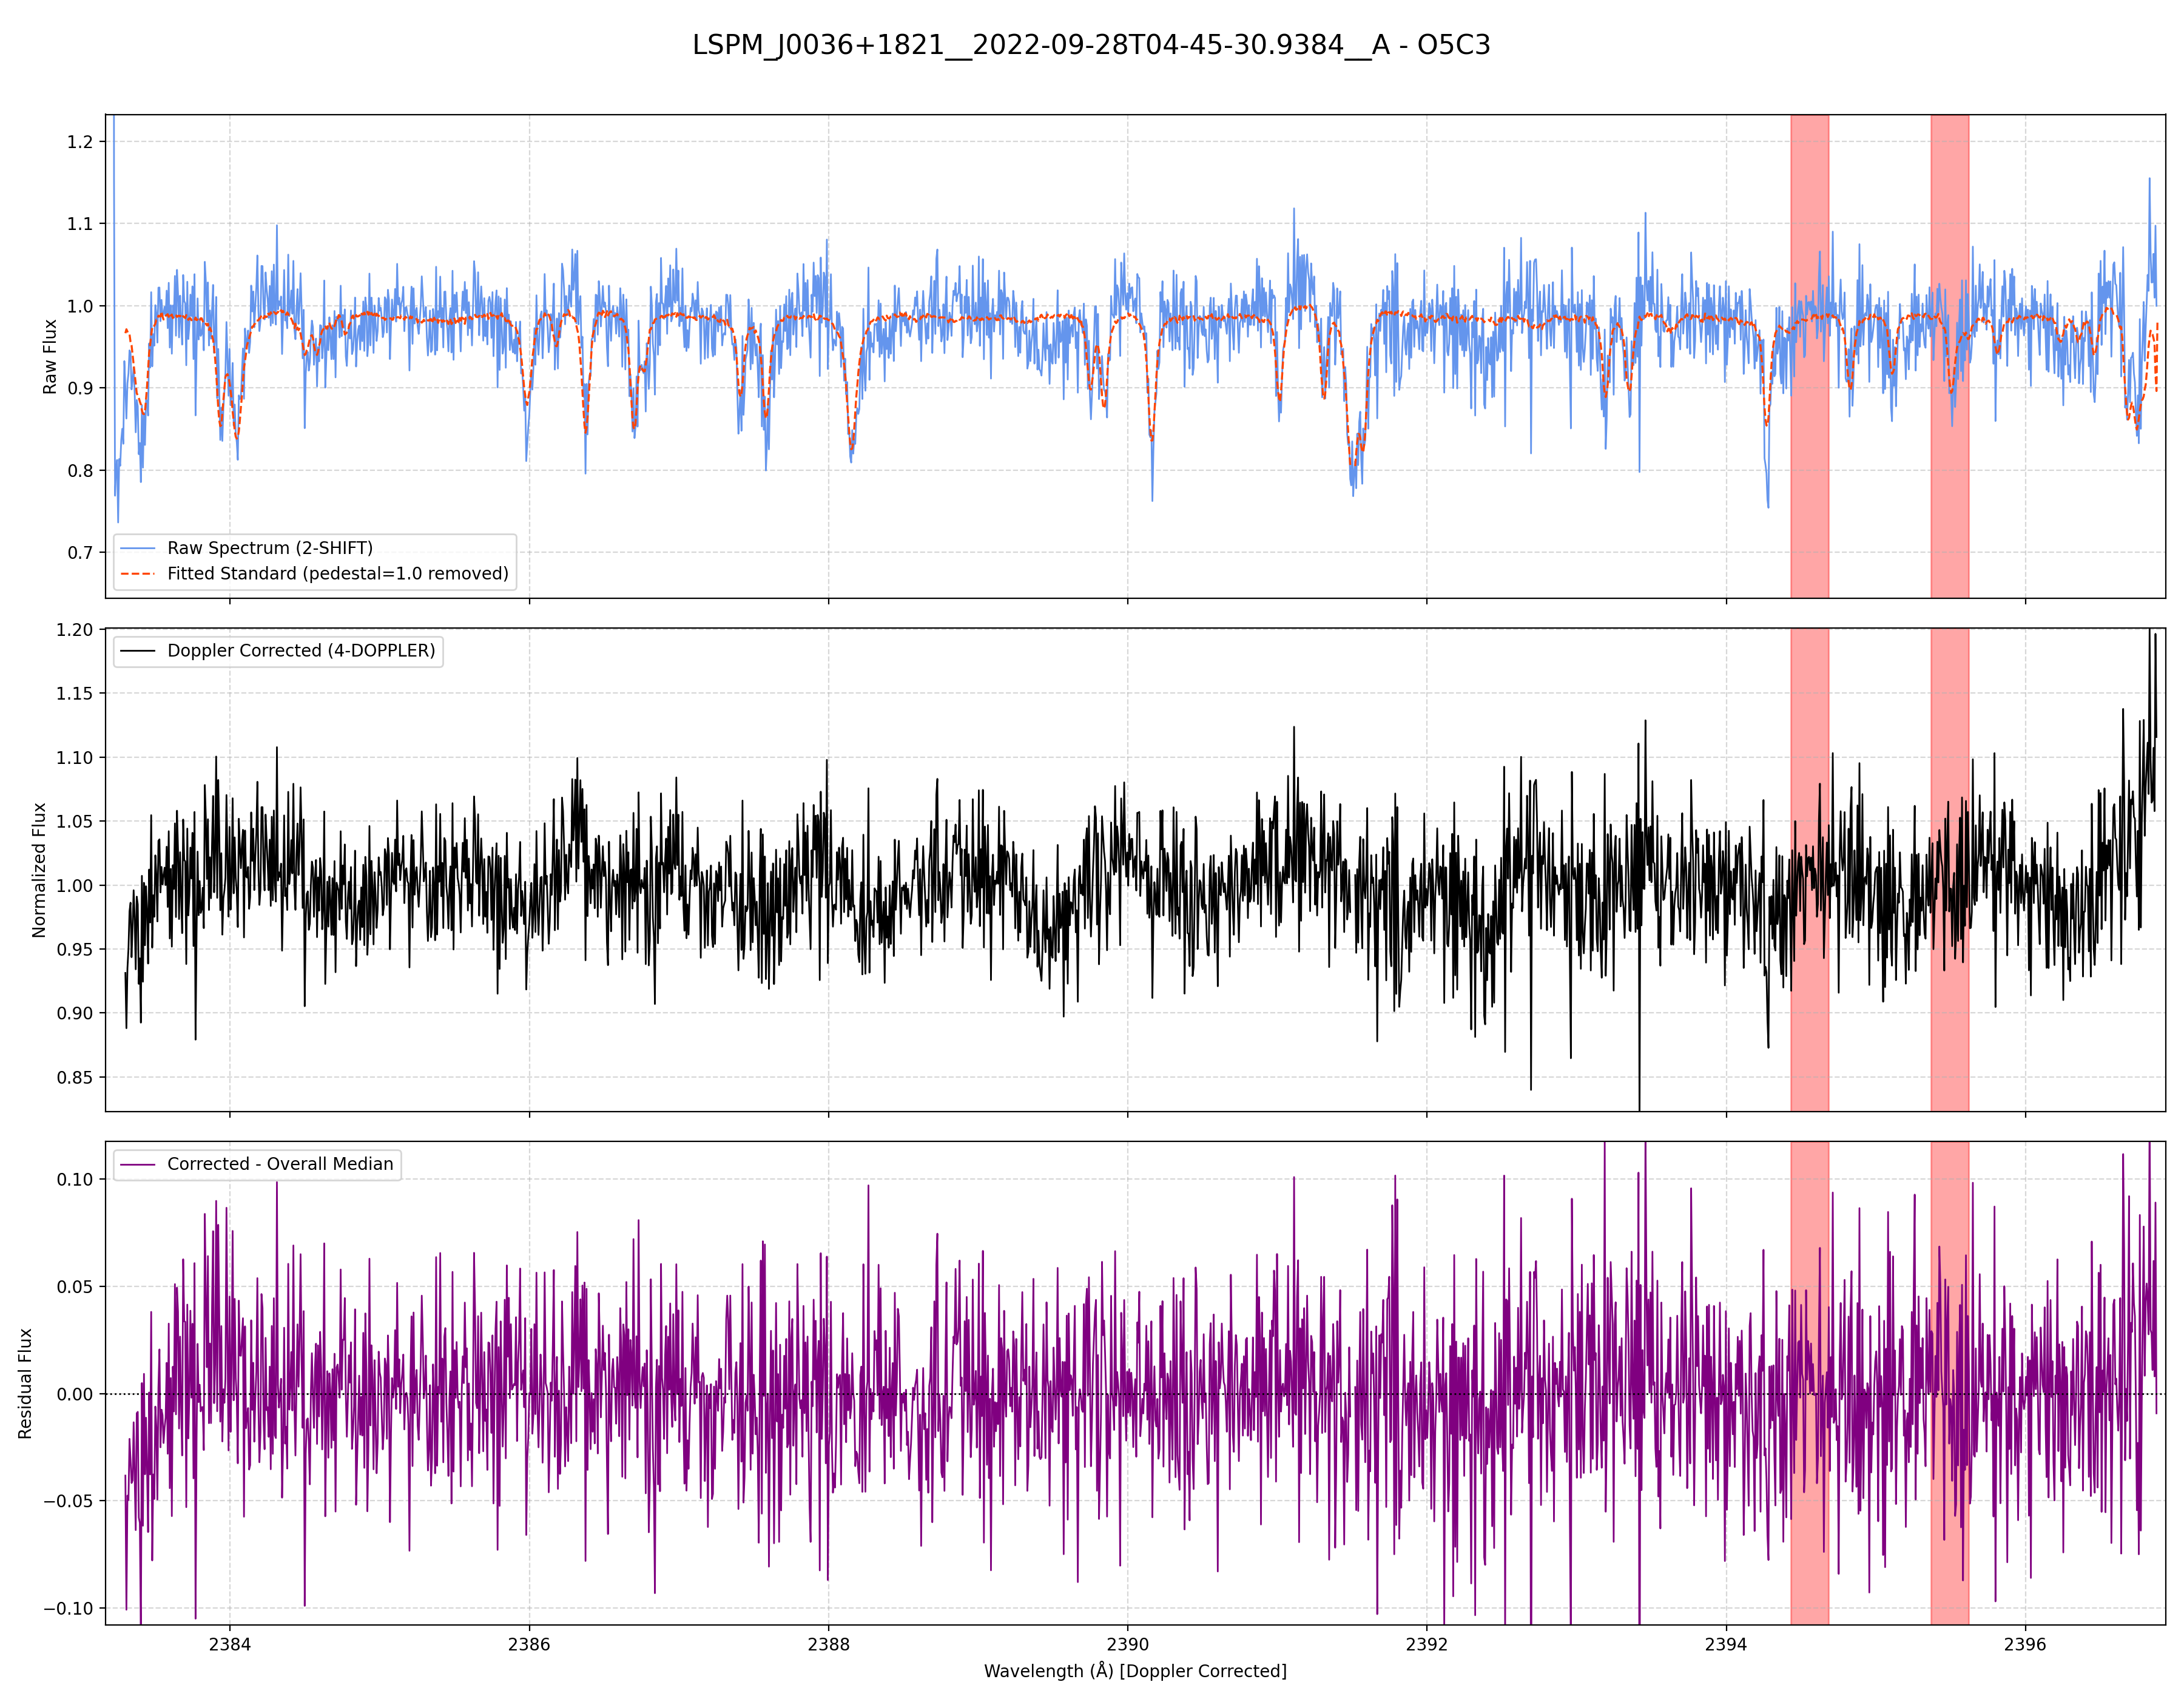 LSPM_J0036+1821__2022-09-28T04-45-30.9384__A - O5C3
Raw Flux
1.2
1.1
1.0
0.9
0.8
0.7
Raw Spectrum (2-SHIFT)
Fitted Standard (pedestal=1.0 removed)
Normalized Flux
1.20
1.15
1.10
1.05
1.00
0.95
0.90
0.85
Doppler Corrected (4-DOPPLER)
Residual Flux
0.10
0.05
0.00
−0.05
−0.10
Corrected - Overall Median
2384 2386 2388 2390 2392 2394 2396
Wavelength (Å) [Doppler Corrected]